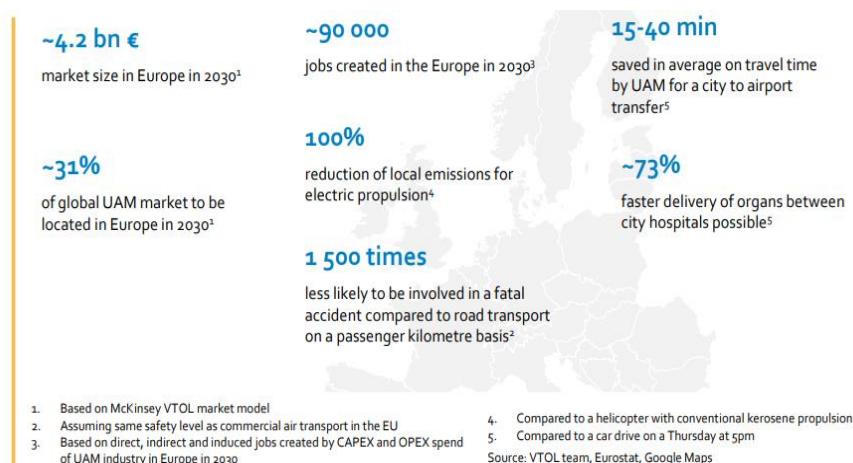 ~4.2 bn €
market size in Europe in 2030¹
~31%
of global UAM market to be
located in Europe in 2030¹
~90 000
jobs created in the Europe in 2030³
100%
reduction of local emissions for
electric propulsion⁴
1 500 times
less likely to be involved in a fatal
accident compared to road transport
on a passenger kilometre basis²
15-40 min
saved in average on travel time
by UAM for a city to airport
transfer⁵
~73%
faster delivery of organs between
city hospitals possible⁵
1. Based on McKinsey VTOL market model
2. Assuming same safety level as commercial air transport in the EU
3. Based on direct, indirect and induced jobs created by CAPEX and OPEX spend
of UAM industry in Europe in 2030
4. Compared to a helicopter with conventional kerosene propulsion
5. Compared to a car drive on a Thursday at 5pm
Source: VTOL team, Eurostat, Google Maps